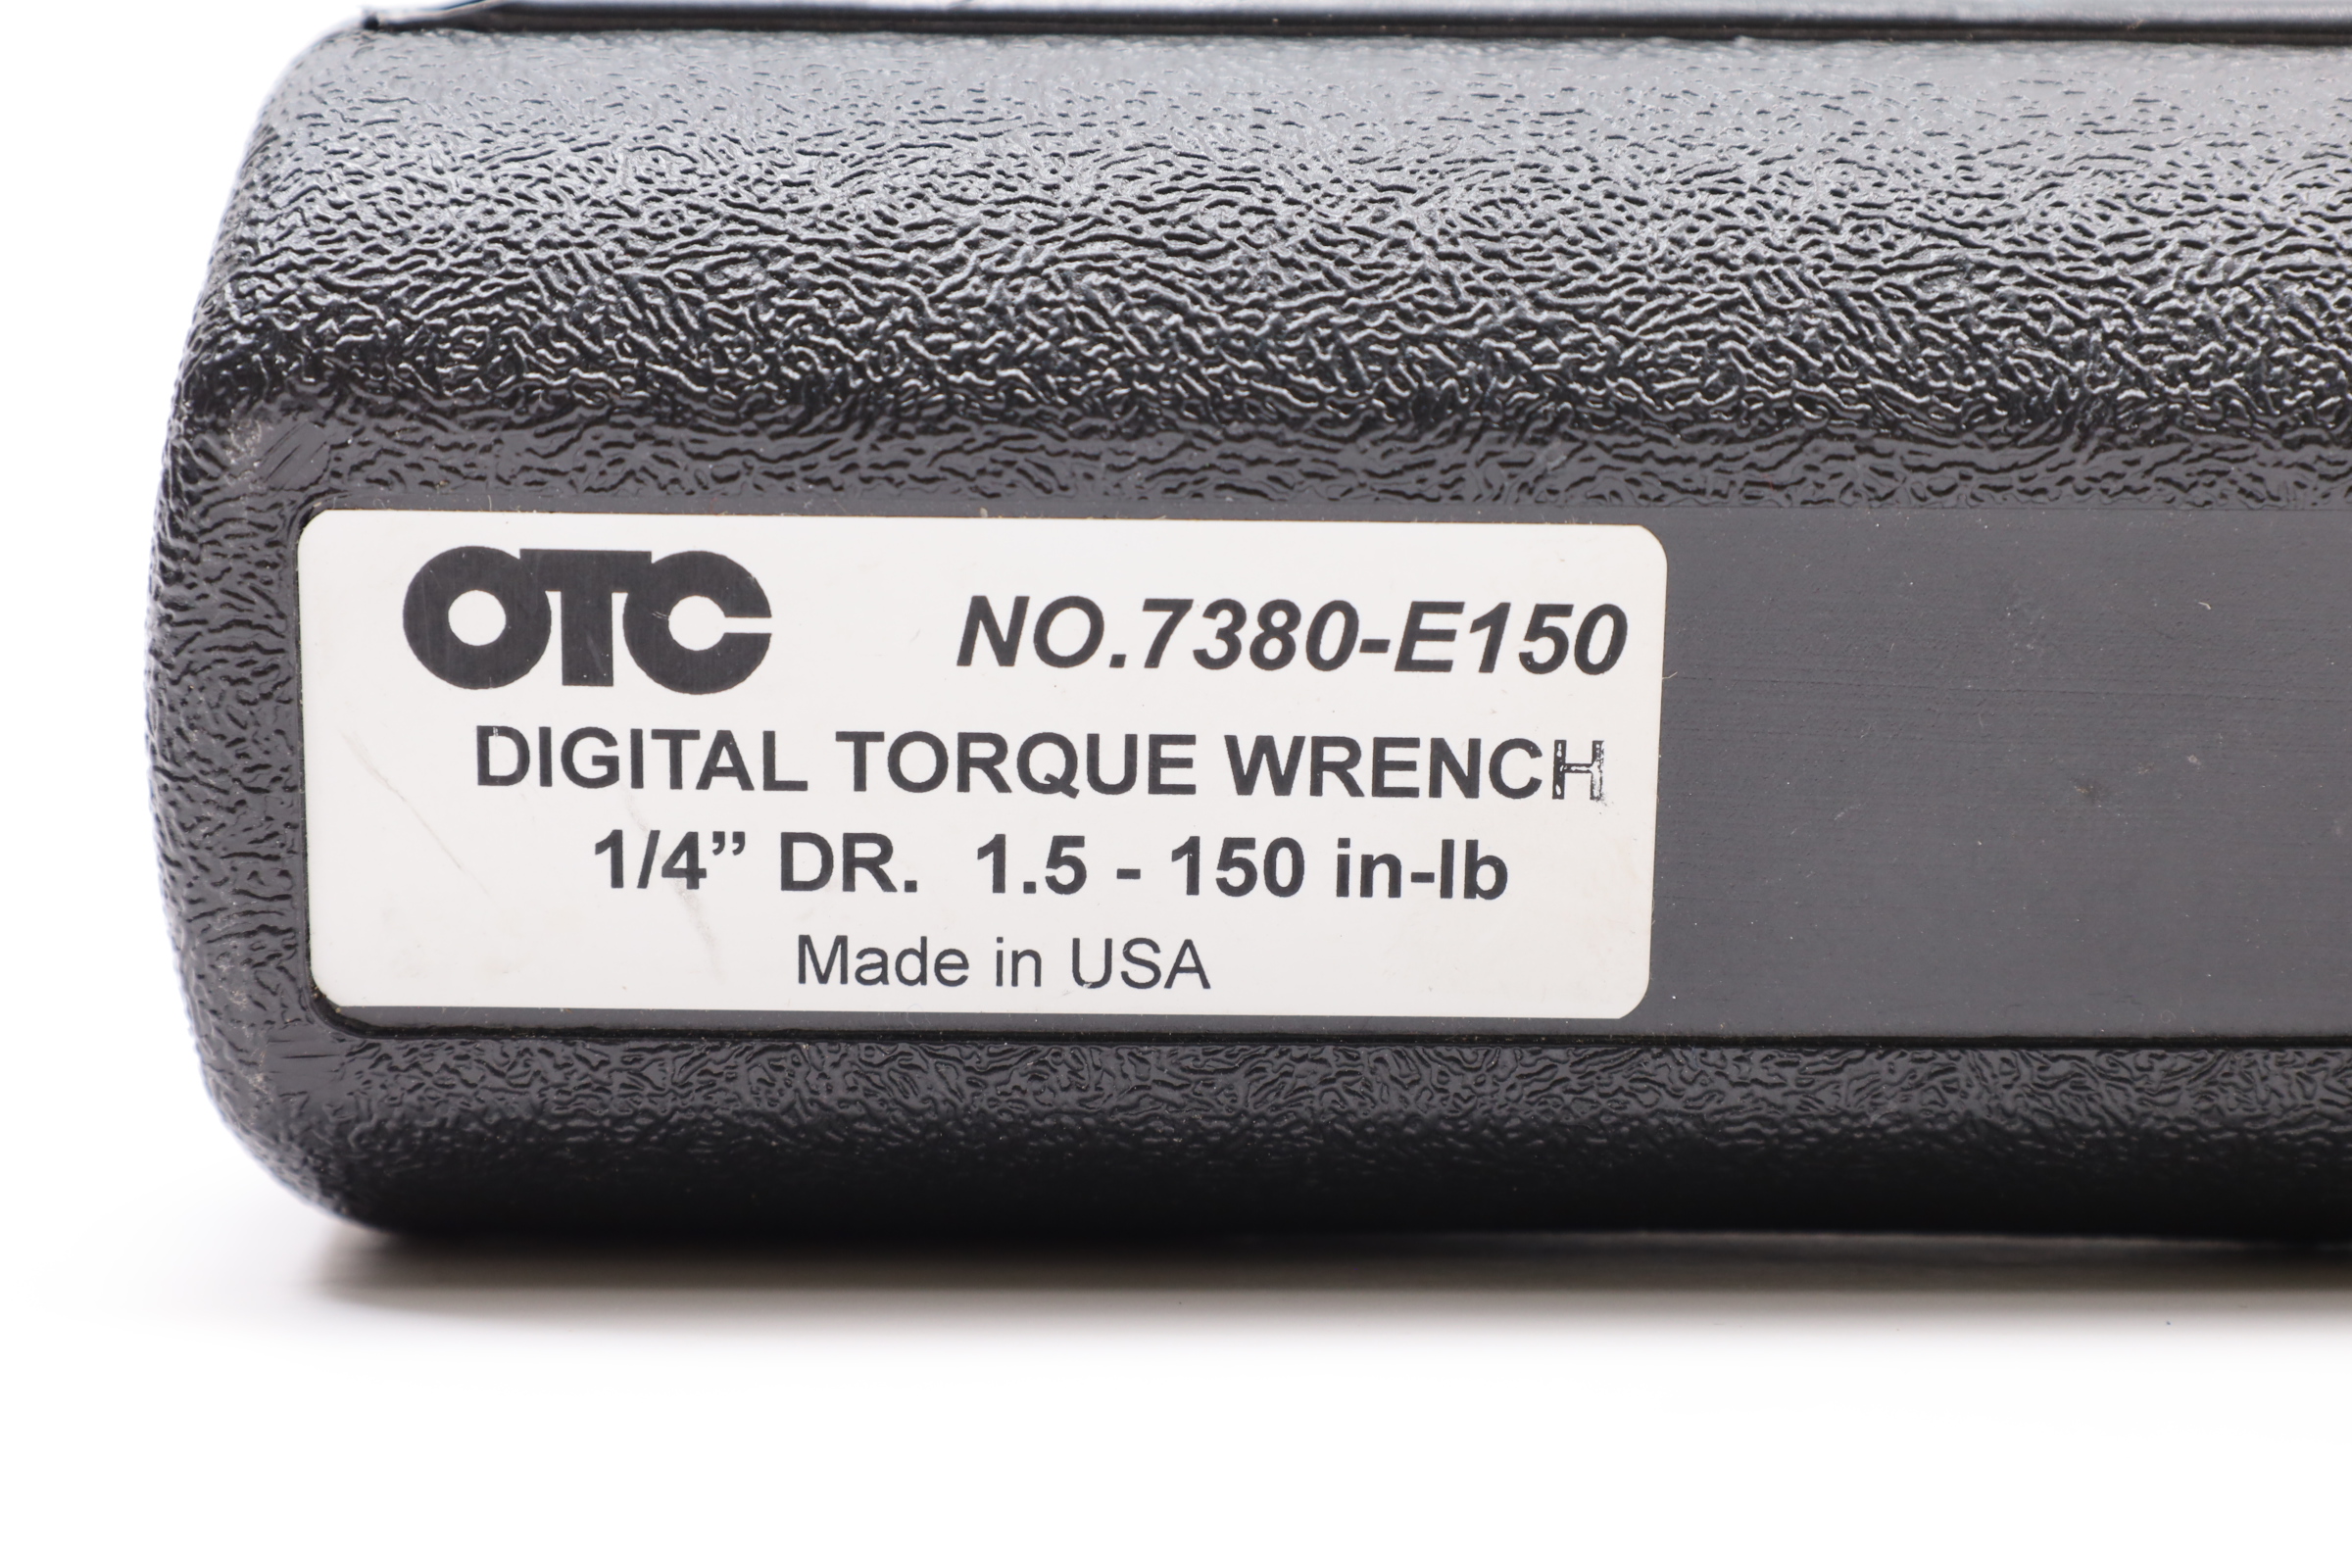 OTC NO.7380-E150
DIGITAL TORQUE WRENCH
1/4” DR. 1.5 - 150 in-lb
Made in USA